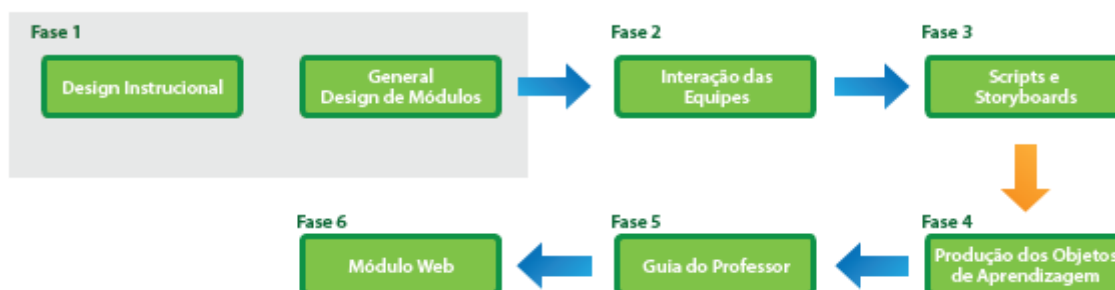 Fase 1
Design Instrucional
General
Design de Módulos
Fase 2
Interação das
Equipes
Fase 3
Scripts e
Storyboards
Fase 4
Produção dos Objetos
de Aprendizagem
Fase 5
Guia do Professor
Fase 6
Módulo Web